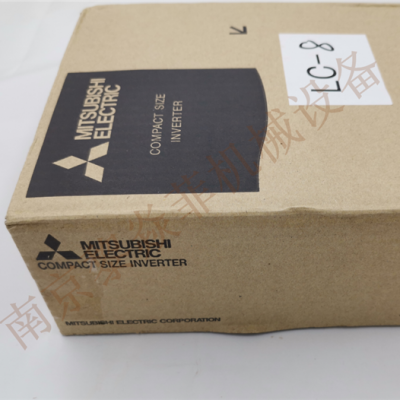 MITSUBISHI
ELECTRIC
COMPACT SIZE
INVERTER
LC-8
MITSUBISHI
ELECTRIC
COMPACT SIZE INVERTER
MITSUBISHI ELECTRIC CORPORATION